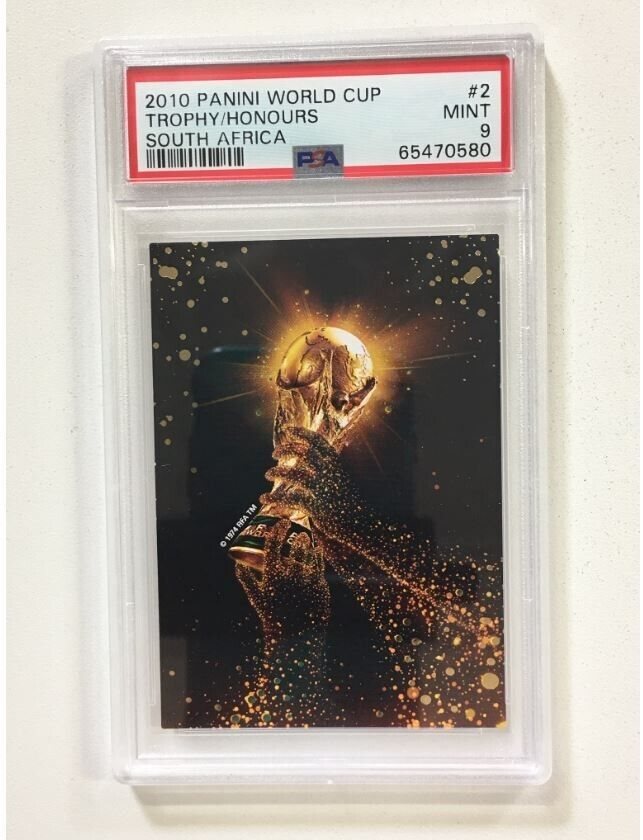 2010 PANINI WORLD CUP #2
TROPHY/HONOURS MINT
SOUTH AFRICA 9
PSA 65470580
© 1974 FIFA TM